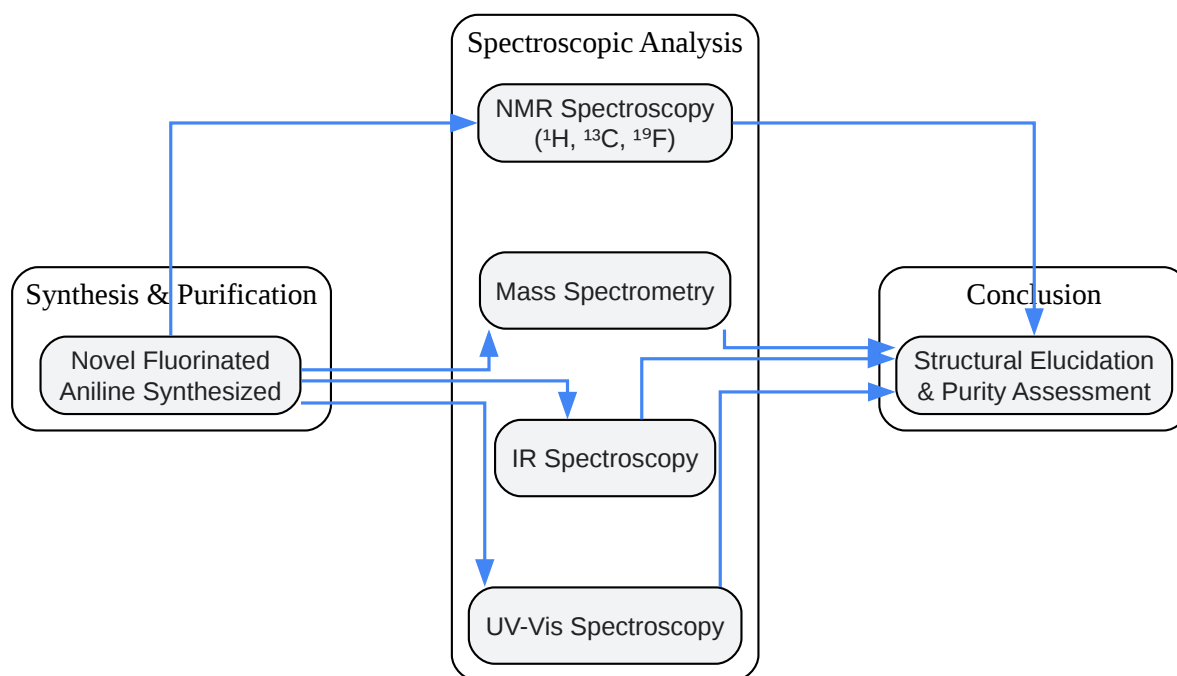 Spectroscopic Analysis
NMR Spectroscopy
(¹H, ¹³C, ¹⁹F)
Synthesis & Purification
Novel Fluorinated
Aniline Synthesized
Mass Spectrometry
IR Spectroscopy
UV-Vis Spectroscopy
Conclusion
Structural Elucidation
& Purity Assessment